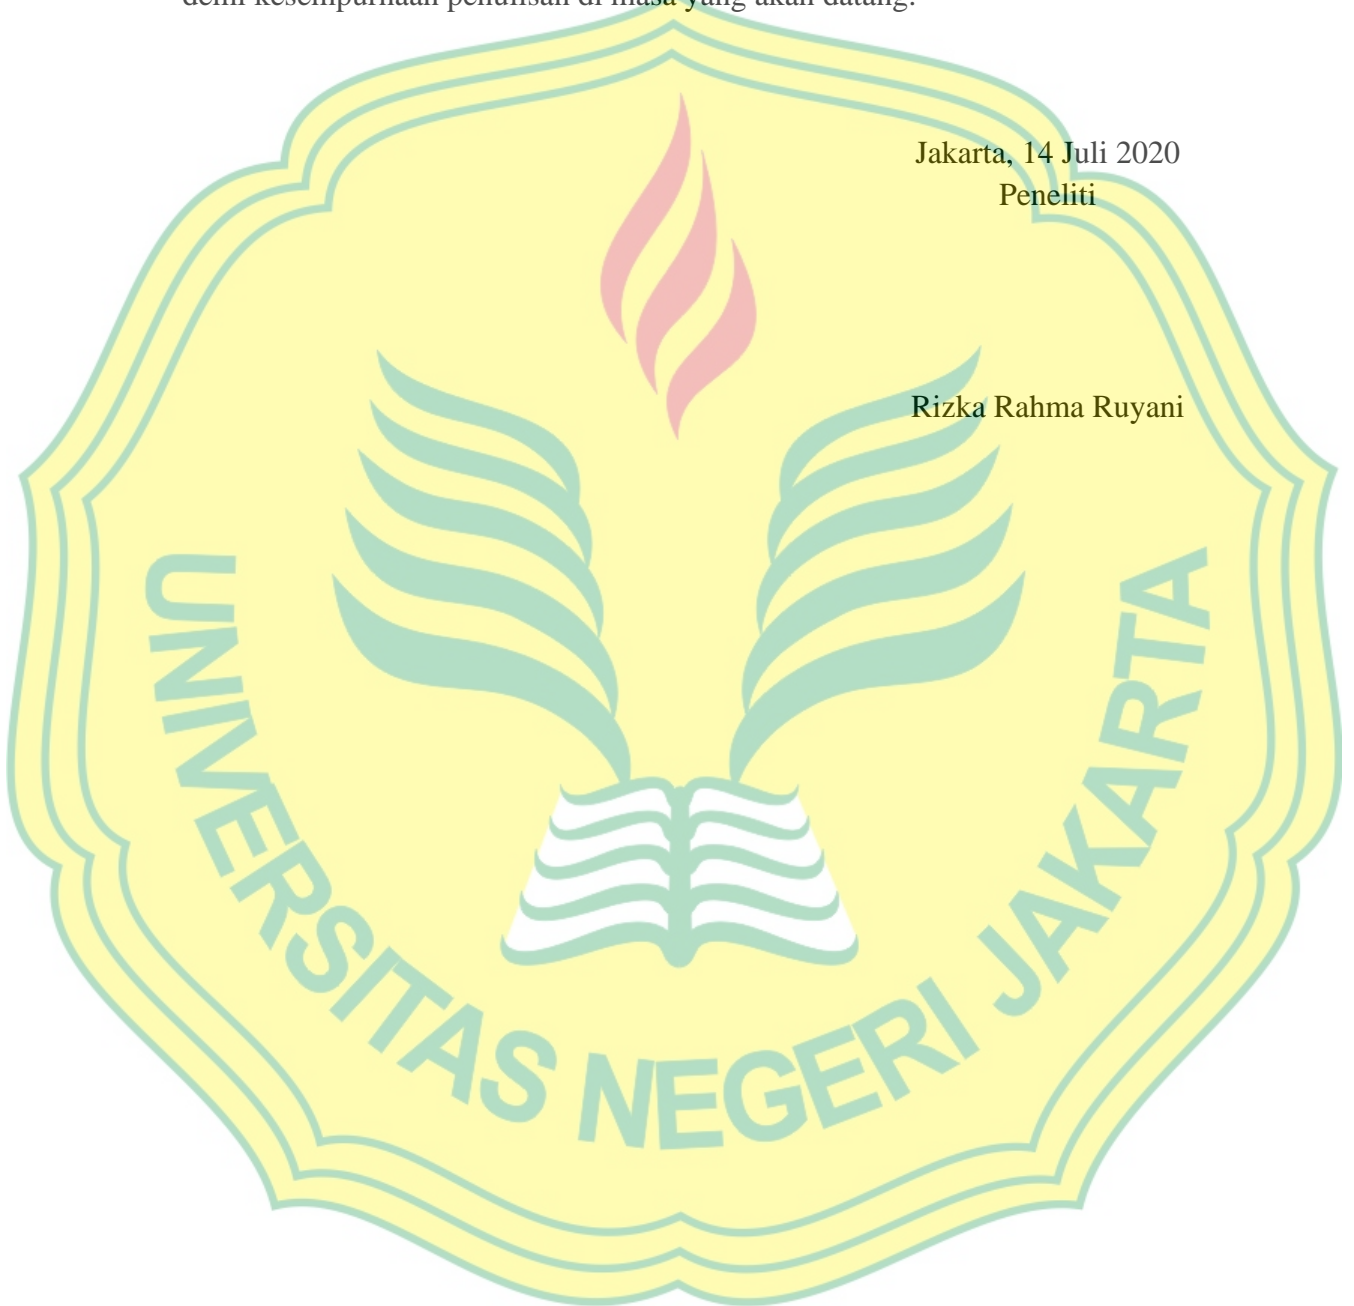 demi kesempurnaan penulisan di masa yang akan datang.
Jakarta, 14 Juli 2020
Peneliti
Rizka Rahma Ruyani
UNIVERSITAS NEGERI JAKARTA